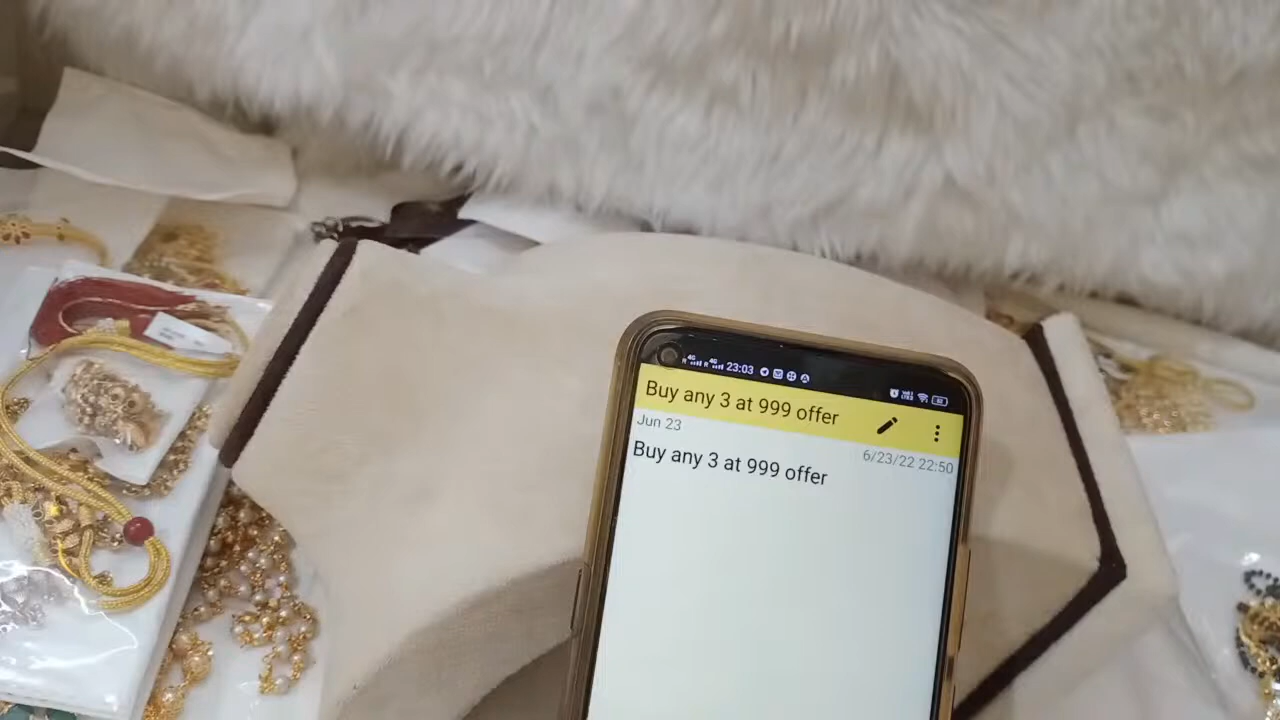 23:03
Buy any 3 at 999 offer
Jun 23
6/23/22 22:50
Buy any 3 at 999 offer